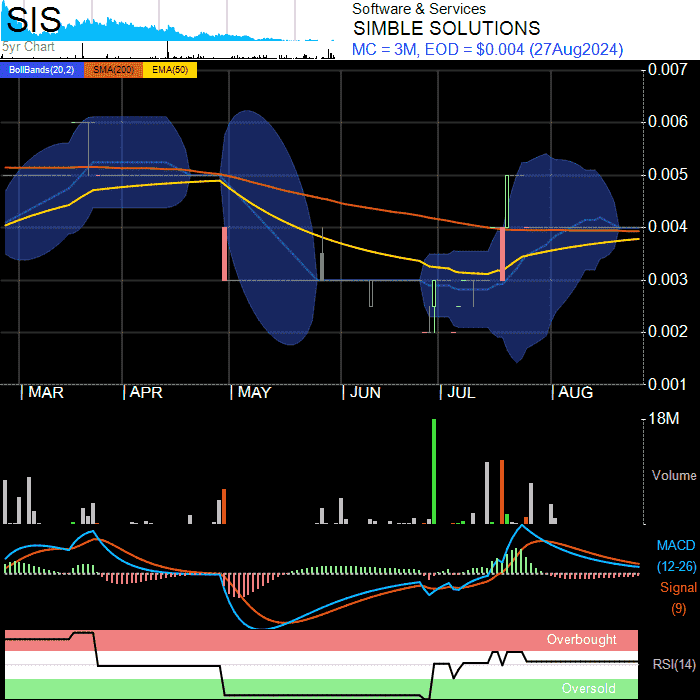 SIS
5yr Chart
Software & Services
SIMBLE SOLUTIONS
MC = 3M, EOD = $0.004 (27Aug2024)
BollBands(20,2) SMA(200) EMA(50)
0.007
0.006
0.005
0.004
0.003
0.002
0.001
MAR APR MAY JUN JUL AUG
18M
Volume
MACD
(12-26)
Signal
(9)
Overbought
RSI(14)
Oversold